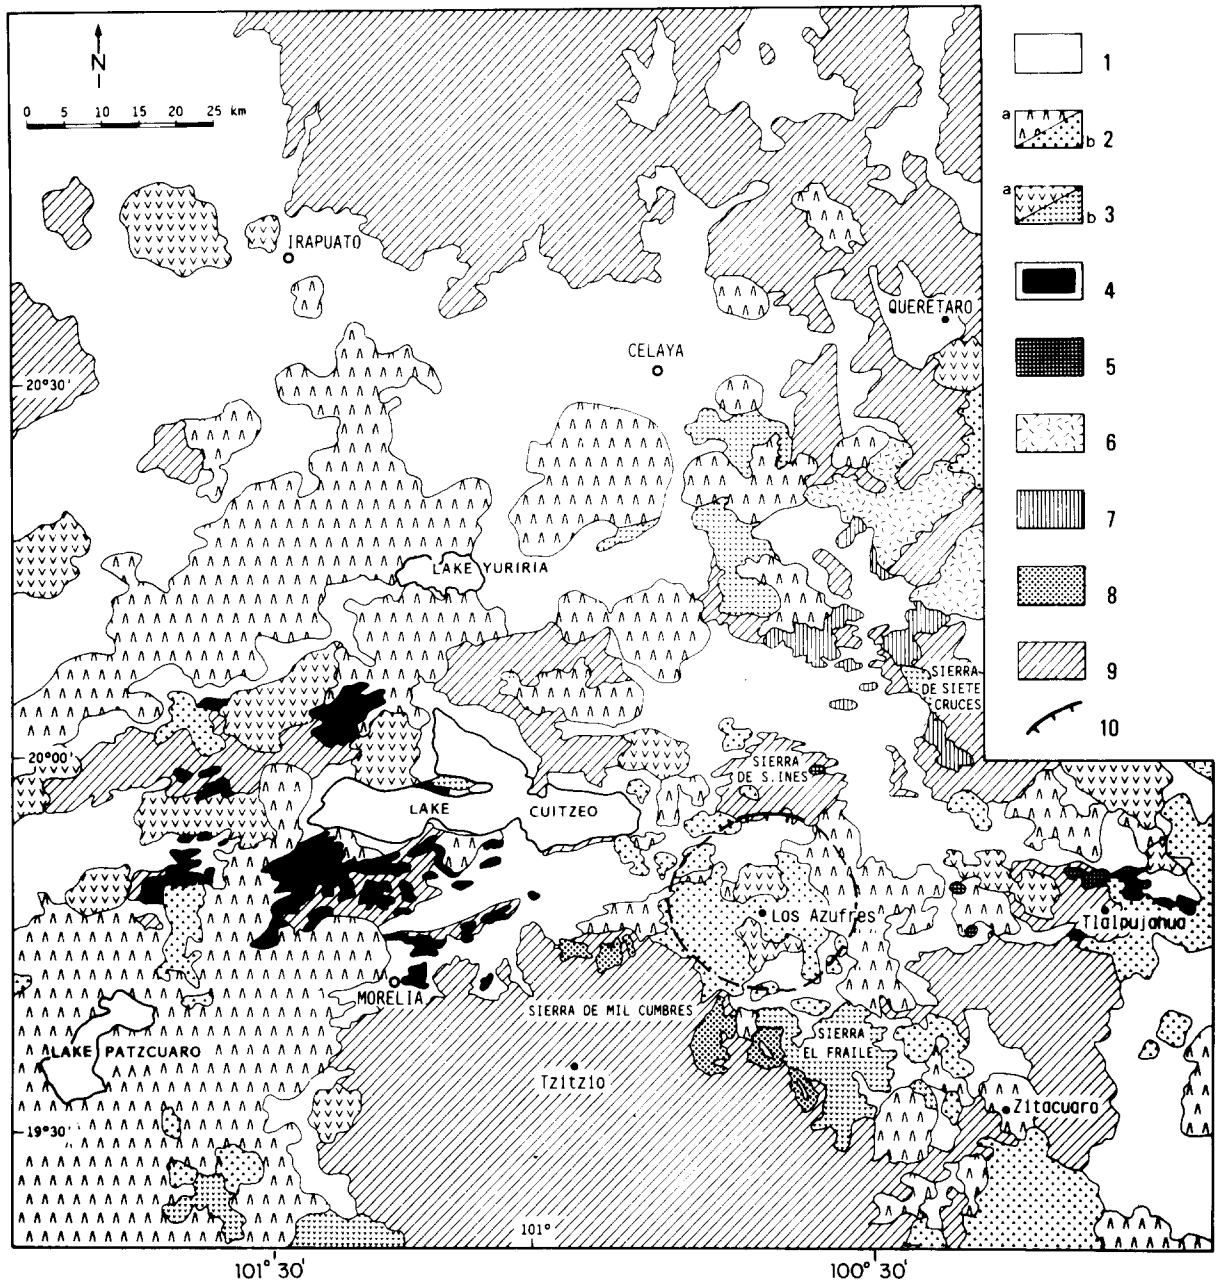 N
0 5 10 15 20 25 km
IRAPUATO
QUERÉTARO
CELAYA
20°30'
LAKE YURIRIA
SIERRA
DE SIETE
CRUCES
20°00'
SIERRA
DE S.INES
LAKE CUITZEO
Los Azufres
Tlalpujahua
MORELIA
SIERRA DE MIL CUMBRES
SIERRA
EL FRAILE
LAKE PATZCUARO
Tzitzio
Zitacuaro
19°30'
101°
101°30'
100°30'
1
a
b 2
a
b 3
4
5
6
7
8
9
10